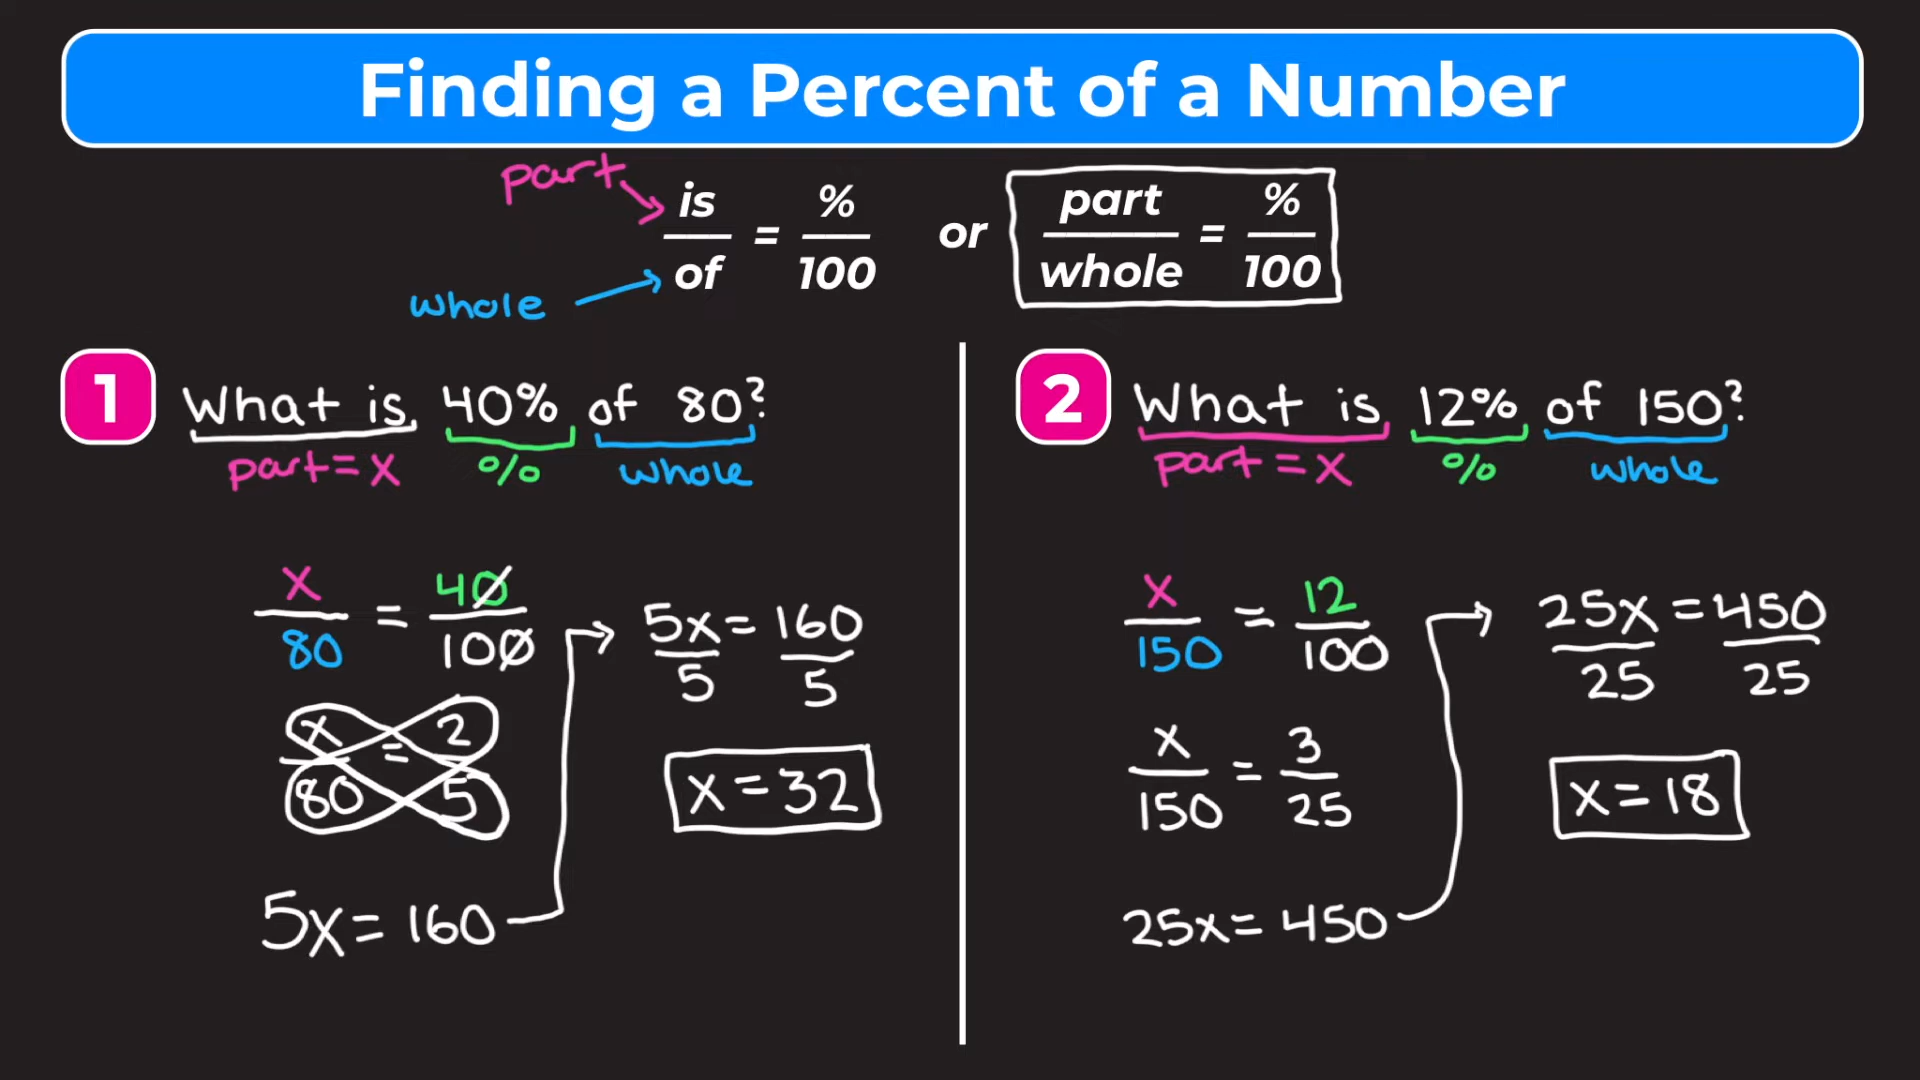 Finding a Percent of a Number
part
is / of = % / 100 or part / whole = % / 100
whole
1
What is 40% of 80?
part = x % whole
x / 80 = 40 / 100
x / 80 = 2 / 5
5x = 160
5x / 5 = 160 / 5
x = 32
2
What is 12% of 150?
part = x % whole
x / 150 = 12 / 100
x / 150 = 3 / 25
25x = 450
25x / 25 = 450 / 25
x = 18